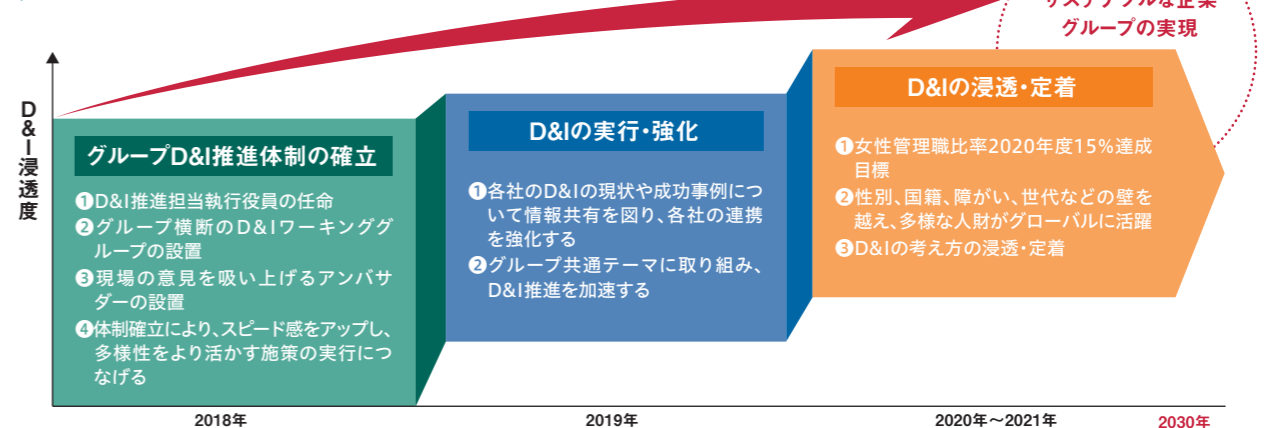 サステナブルな企業
グループの実現
D&I浸透度
グループD&I推進体制の確立
❶D&I推進担当執行役員の任命
❷グループ横断のD&Iワーキンググ
ループの設置
❸現場の意見を吸い上げるアンバサ
ダーの設置
❹体制確立により、スピード感をアップし、
多様性をより活かす施策の実行につ
なげる
D&Iの実行・強化
❶各社のD&Iの現状や成功事例につ
いて情報共有を図り、各社の連携
を強化する
❷グループ共通テーマに取り組み、
D&I推進を加速する
D&Iの浸透・定着
❶女性管理職比率2020年度15%達成
目標
❷性別、国籍、障がい、世代などの壁を
越え、多様な人財がグローバルに活躍
❸D&Iの考え方の浸透・定着
2018年
2019年
2020年〜2021年
2030年